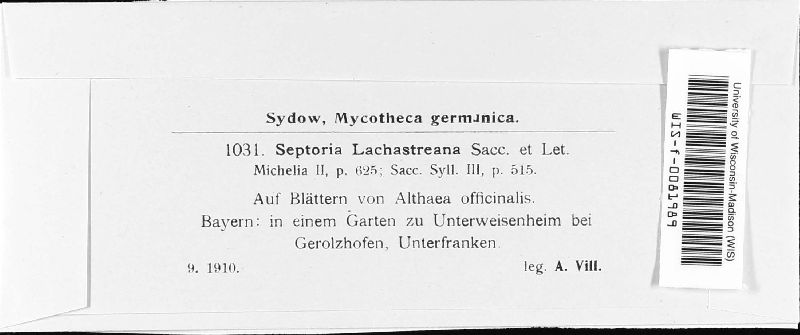 Sydow, Mycotheca germanica.
1031. Septoria Lachastreana Sacc. et Let.
Michelia II, p. 625; Sacc. Syll. III, p. 515.
Auf Blättern von Althaea officinalis.
Bayern: in einem Garten zu Unterweisenheim bei
Gerolzhofen, Unterfranken.
9. 1910. leg. A. Vill.
University of Wisconsin-Madison (WIS)
WIS-f-0081989